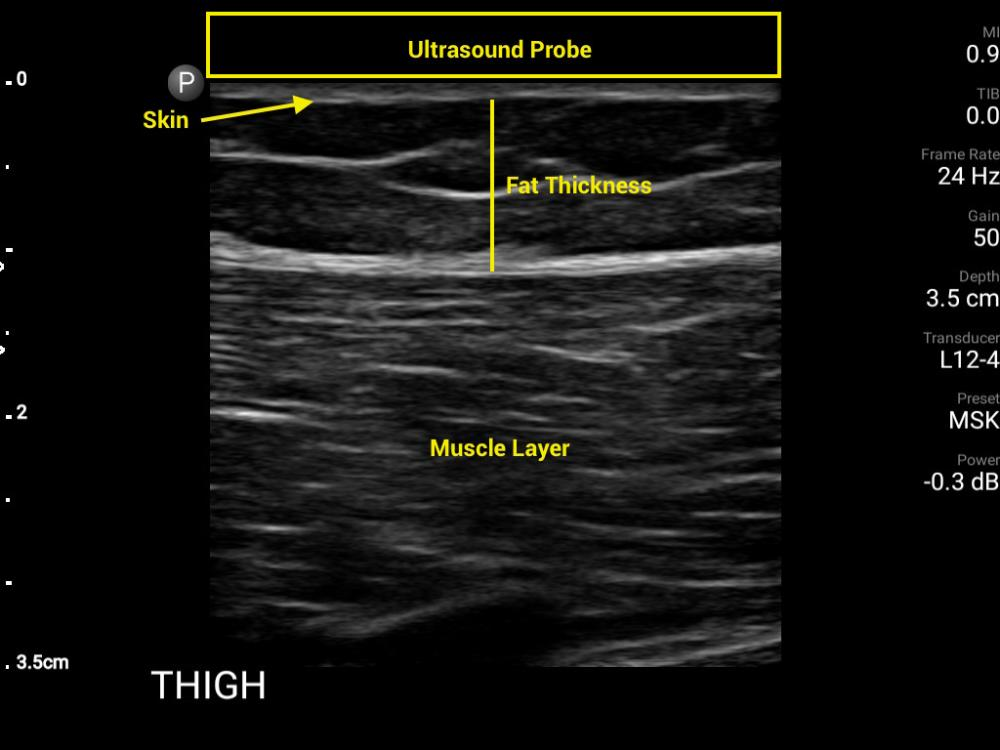 Ultrasound Probe
MI
0.9
0
P
TIB
0.0
Skin
Frame Rate
24 Hz
Fat Thickness
Gain
50
Depth
3.5 cm
Transducer
L12-4
Preset
MSK
2
Muscle Layer
Power
-0.3 dB
3.5cm
THIGH